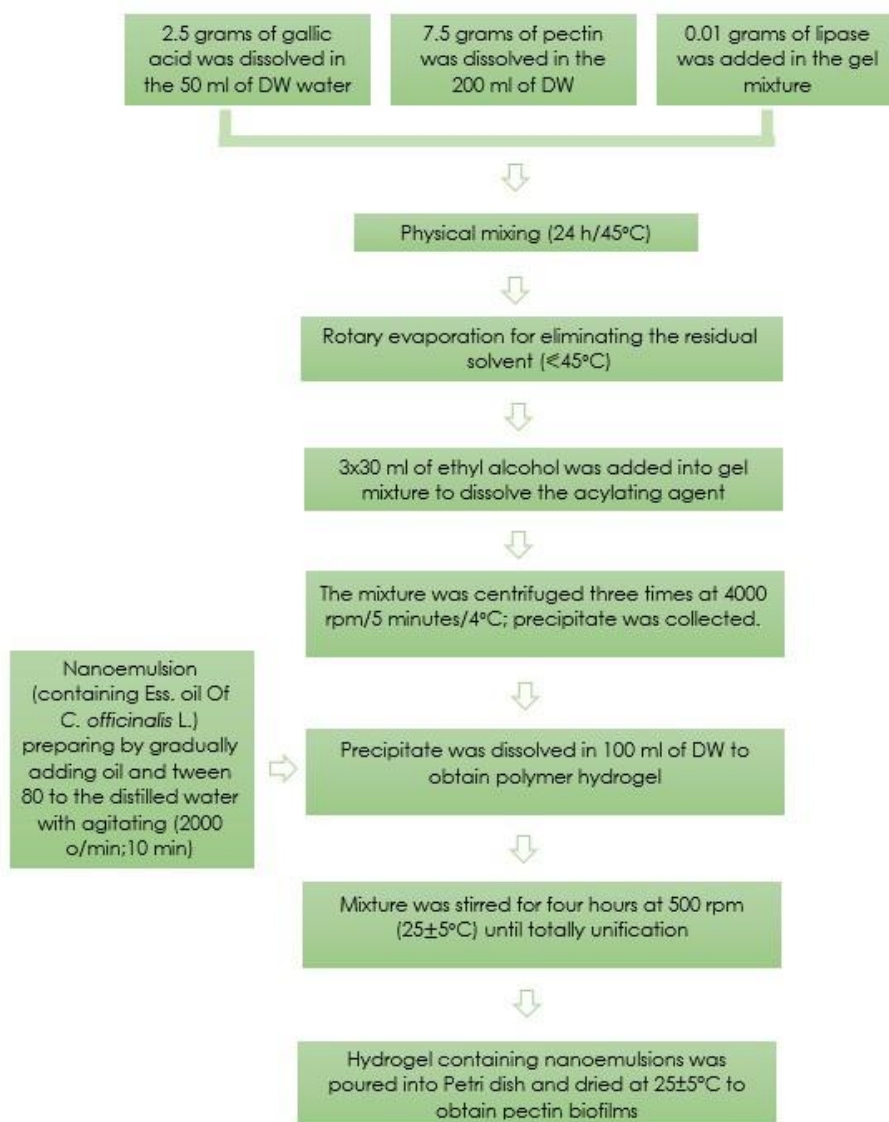 2.5 grams of gallic
acid was dissolved in
the 50 ml of DW water
7.5 grams of pectin
was dissolved in the
200 ml of DW
0.01 grams of lipase
was added in the gel
mixture
Physical mixing (24 h/45°C)
Rotary evaporation for eliminating the residual
solvent (⩽45°C)
3x30 ml of ethyl alcohol was added into gel
mixture to dissolve the acylating agent
The mixture was centrifuged three times at 4000
rpm/5 minutes/4°C; precipitate was collected.
Nanoemulsion
(containing Ess. oil Of
C. officinalis L.)
preparing by gradually
adding oil and tween
80 to the distilled water
with agitating (2000
o/min;10 min)
Precipitate was dissolved in 100 ml of DW to
obtain polymer hydrogel
Mixture was stirred for four hours at 500 rpm
(25±5°C) until totally unification
Hydrogel containing nanoemulsions was
poured into Petri dish and dried at 25±5°C to
obtain pectin biofilms